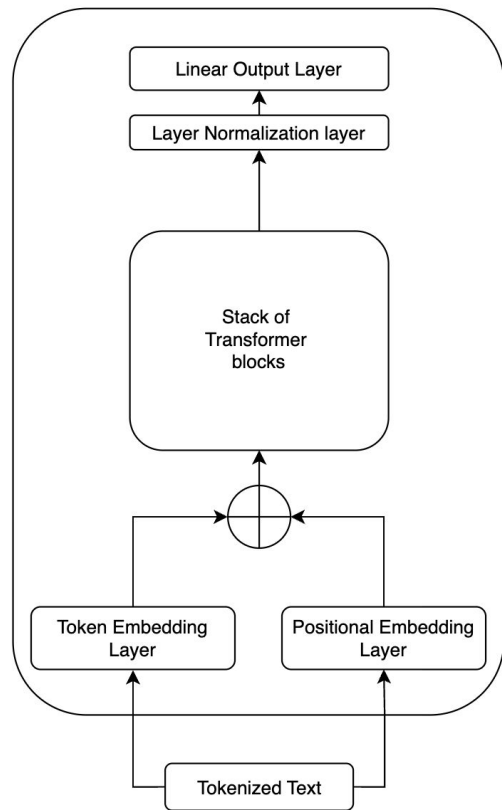 Linear Output Layer
Layer Normalization layer
Stack of
Transformer
blocks
Token Embedding
Layer
Positional Embedding
Layer
Tokenized Text